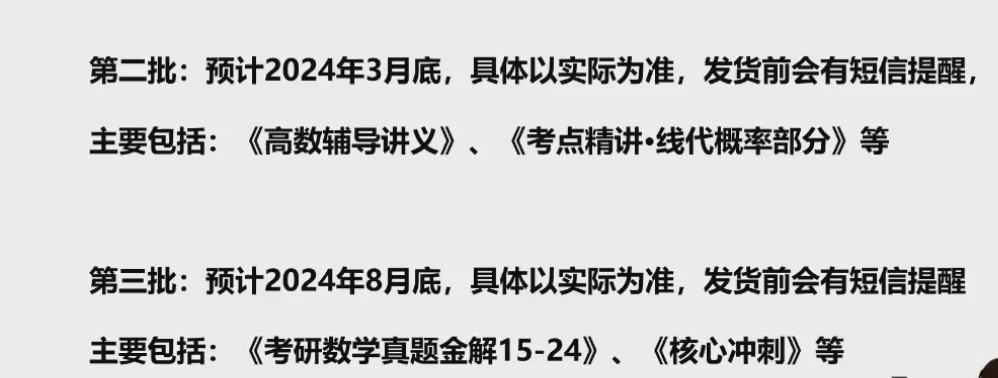 第二批：预计2024年3月底，具体以实际为准，发货前会有短信提醒，
主要包括：《高数辅导讲义》、《考点精讲·线代概率部分》等
第三批：预计2024年8月底，具体以实际为准，发货前会有短信提醒
主要包括：《考研数学真题金解15-24》、《核心冲刺》等